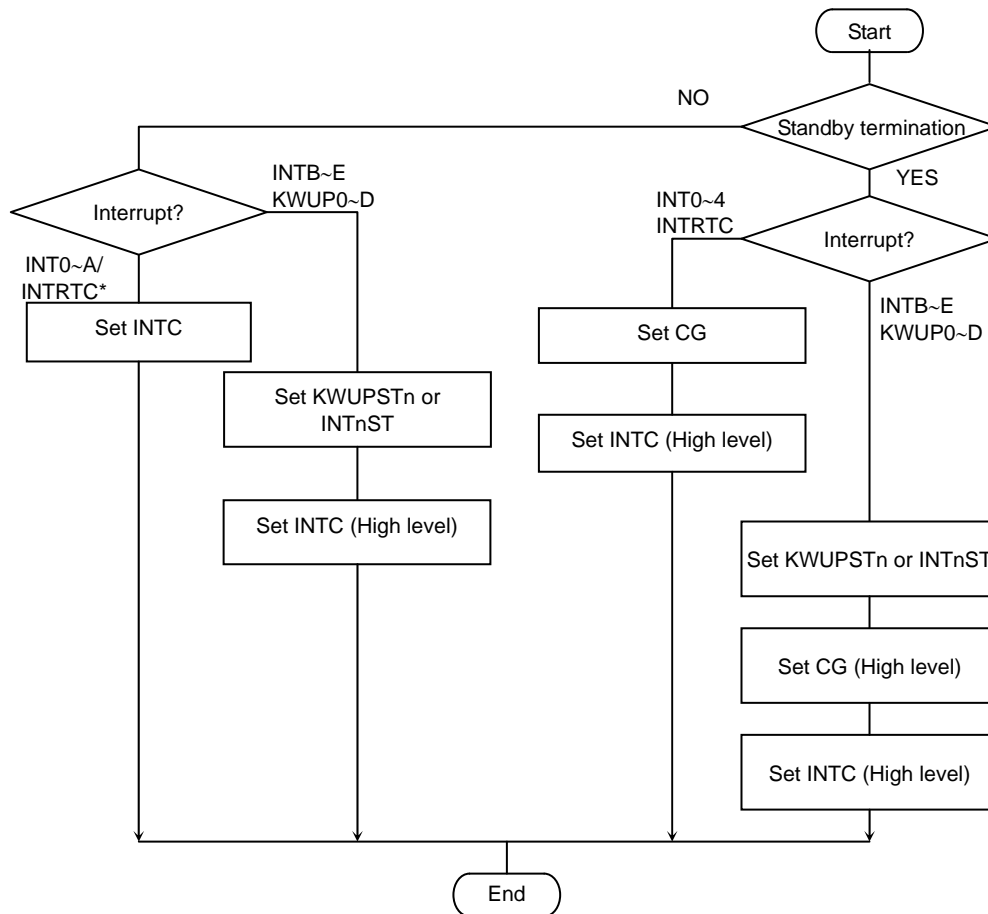 Start
NO
Standby termination
YES
INTB~E
KWUP0~D
Interrupt?
INT0~A/
INTRTC*
Set INTC
Set KWUPSTn or
INTnST
Set INTC (High level)
INT0~4
INTRTC
Interrupt?
INTB~E
KWUP0~D
Set CG
Set INTC (High level)
Set KWUPSTn or INTnST
Set CG (High level)
Set INTC (High level)
End